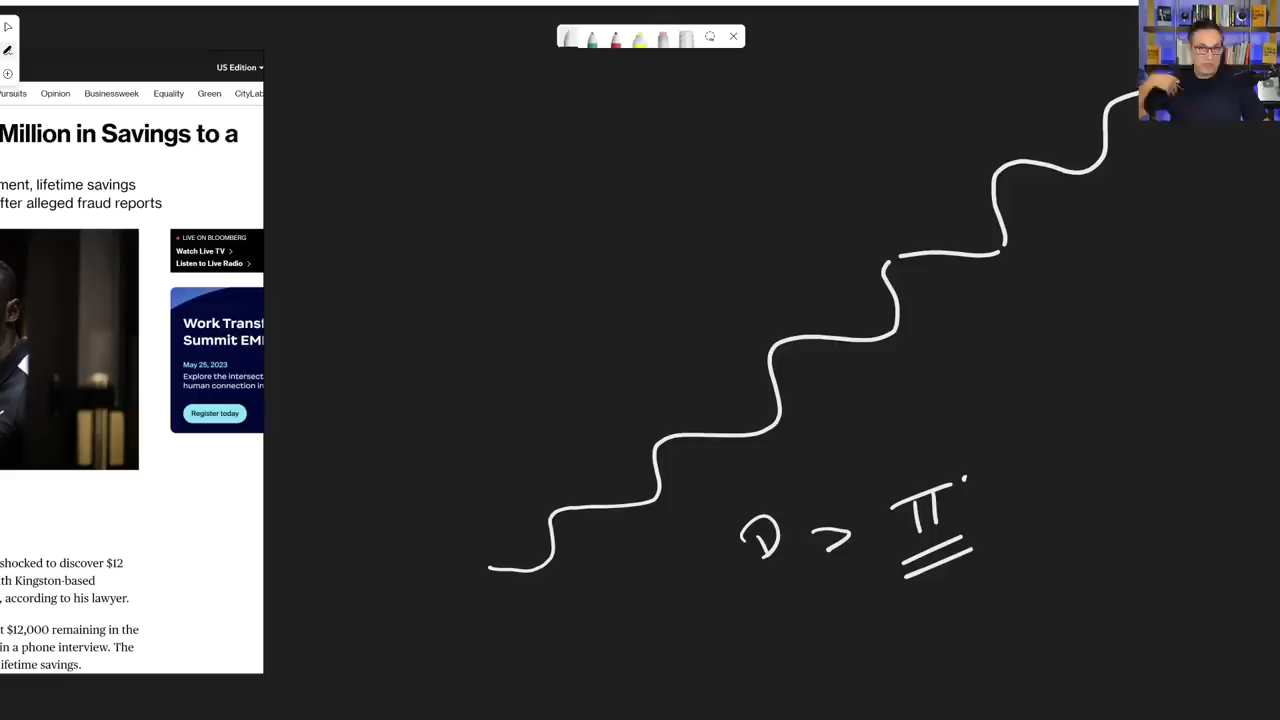 US Edition
Pursuits Opinion Businessweek Equality Green CityLab
Million in Savings to a
ment, lifetime savings
fter alleged fraud reports
LIVE ON BLOOMBERG
Watch Live TV
Listen to Live Radio
Work Transf
Summit EM
May 25, 2023
Explore the intersect
human connection in
Register today
shocked to discover $12
th Kingston-based
, according to his lawyer.
t $12,000 remaining in the
in a phone interview. The
lifetime savings.
D > π